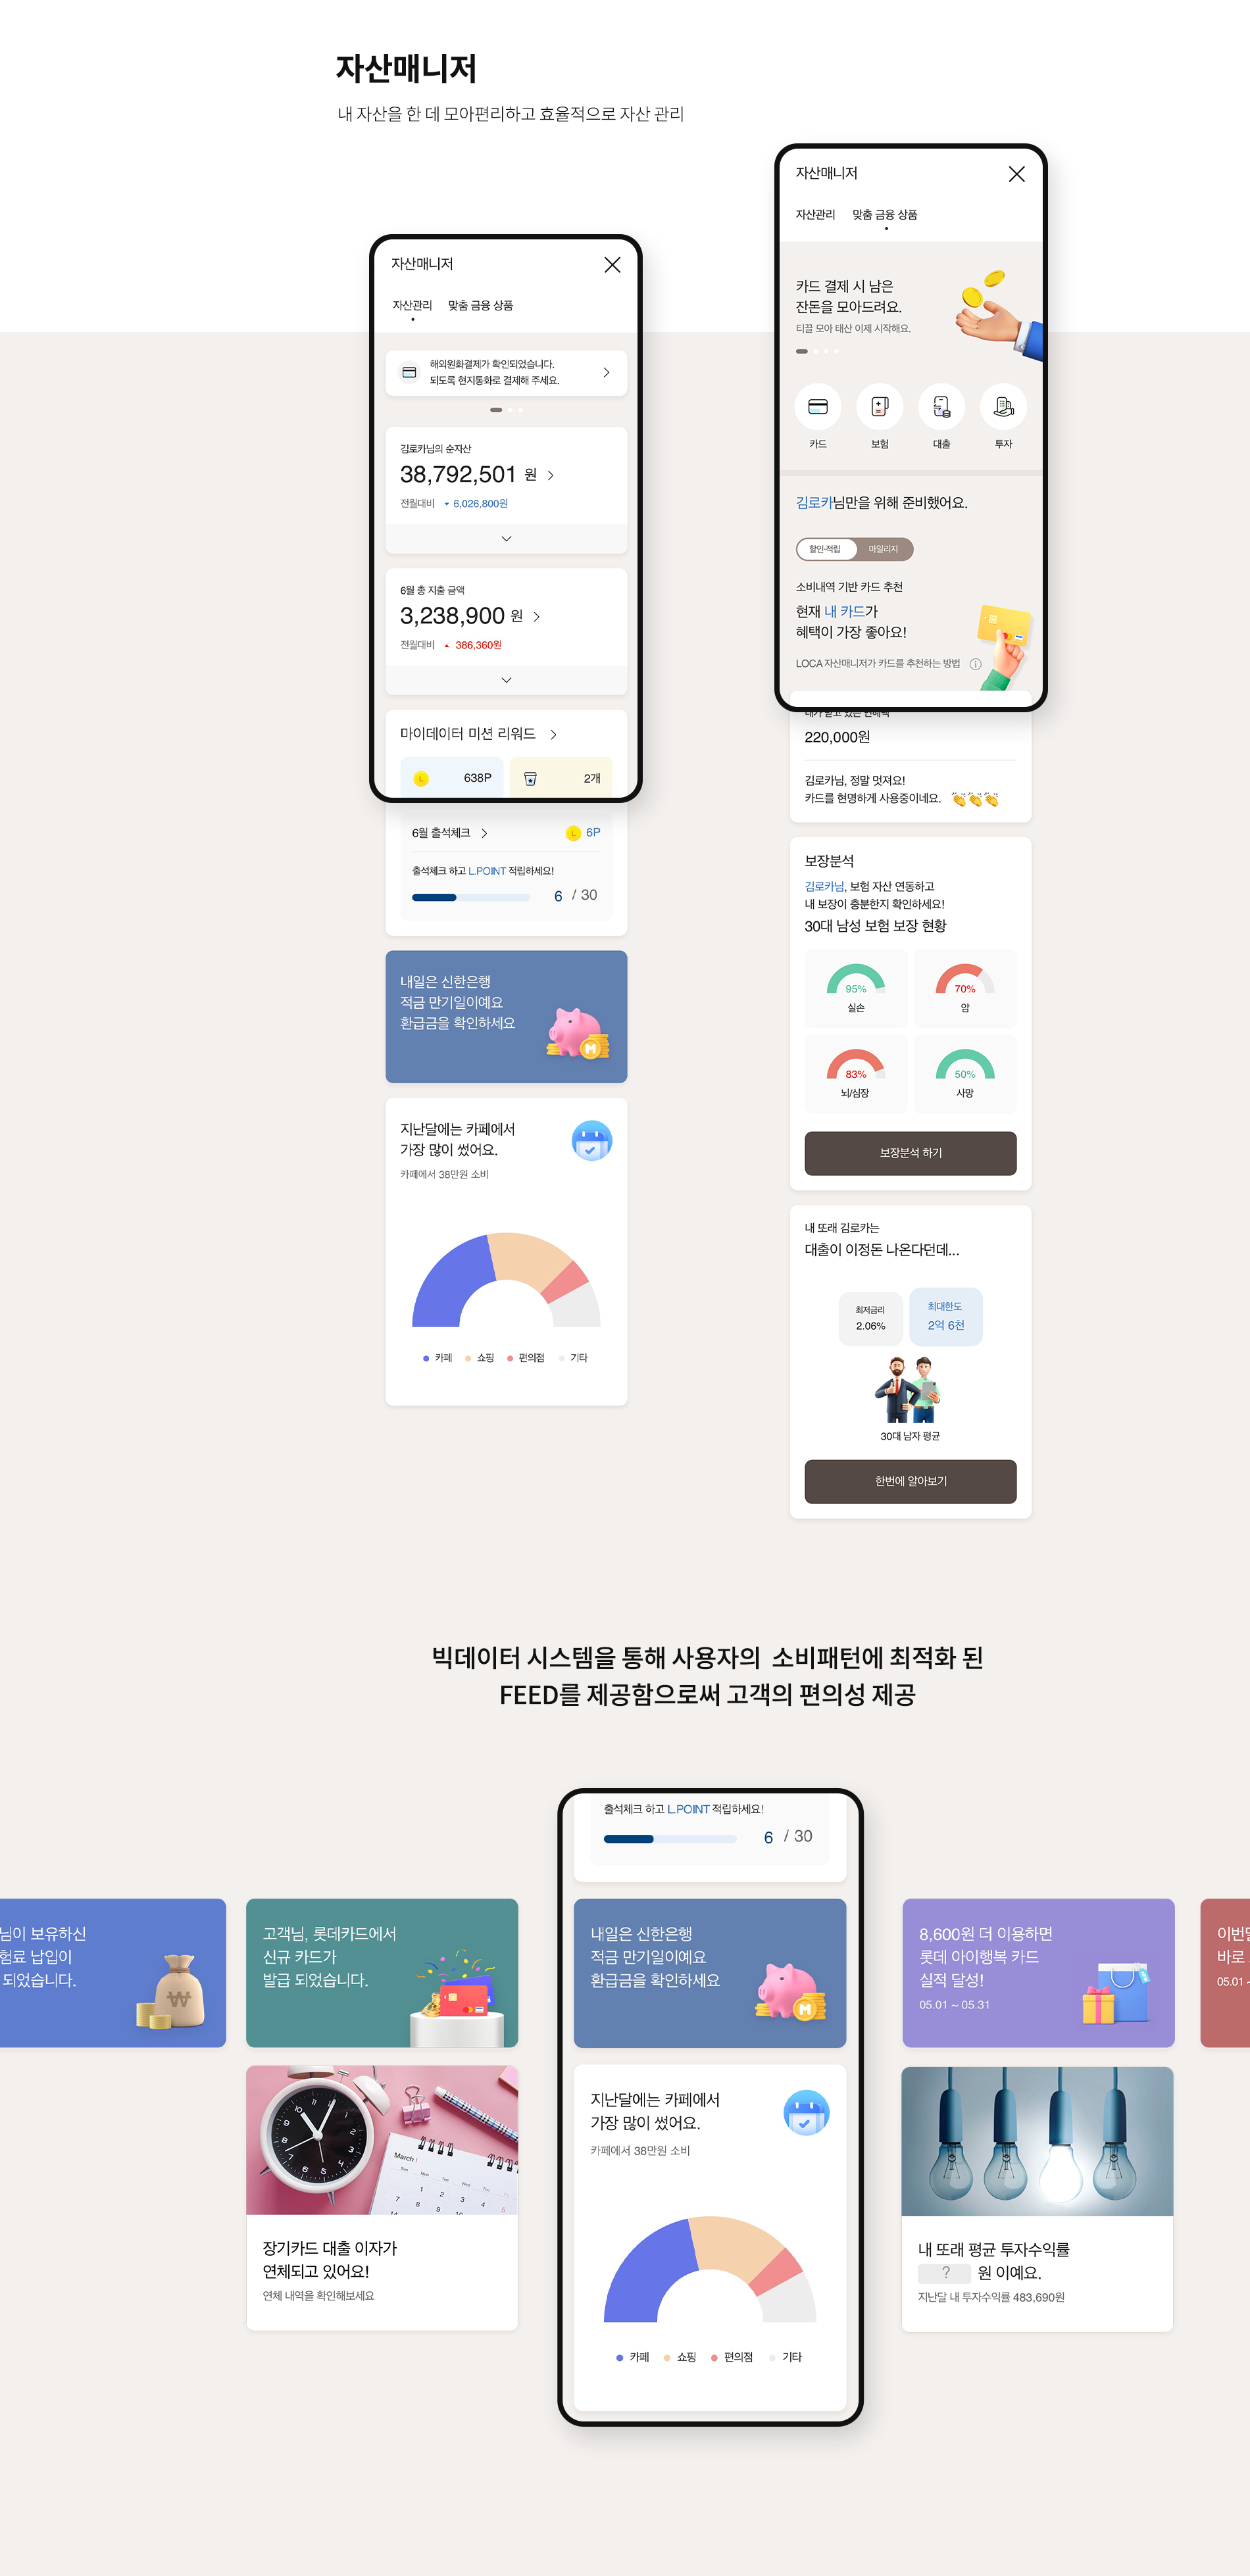 자산매니저
내 자산을 한 데 모아편리하고 효율적으로 자산 관리
자산매니저
자산관리 맞춤 금융 상품
해외원화결제가 확인되었습니다.
되도록 현지통화로 결제해 주세요.
김로카님의 순자산
38,792,501 원
전월대비 6,026,800원
6월 총 지출 금액
3,238,900 원
전월대비 386,360원
마이데이터 미션 리워드
638P 2개
6월 출석체크 6P
출석체크 하고 L.POINT 적립하세요!
6 / 30
내일은 신한은행
적금 만기일이예요
환급금을 확인하세요
지난달에는 카페에서
가장 많이 썼어요.
카페에서 38만원 소비
카페 쇼핑 편의점 기타
자산매니저
자산관리 맞춤 금융 상품
카드 결제 시 남은
잔돈을 모아드려요.
티끌 모아 태산 이제 시작해요.
카드 보험 대출 투자
김로카님만을 위해 준비했어요.
할인·적립 마일리지
소비내역 기반 카드 추천
현재 내 카드가
혜택이 가장 좋아요!
LOCA 자산매니저가 카드를 추천하는 방법
220,000원
김로카님, 정말 멋져요!
카드를 현명하게 사용중이네요.
보장분석
김로카님, 보험 자산 연동하고
내 보장이 충분한지 확인하세요!
30대 남성 보험 보장 현황
95% 70%
실손 암
83% 50%
뇌/심장 사망
보장분석 하기
내 또래 김로카는
대출이 이정돈 나온다던데...
최저금리 최대한도
2.06% 2억 6천
30대 남자 평균
한번에 알아보기
빅데이터 시스템을 통해 사용자의 소비패턴에 최적화 된
FEED를 제공함으로써 고객의 편의성 제공
출석체크 하고 L.POINT 적립하세요!
6 / 30
님이 보유하신
험료 납입이
되었습니다.
고객님, 롯데카드에서
신규 카드가
발급 되었습니다.
내일은 신한은행
적금 만기일이예요
환급금을 확인하세요
8,600원 더 이용하면
롯데 아이행복 카드
실적 달성!
05.01 ~ 05.31
바로
05.01 ~
March
장기카드 대출 이자가
연체되고 있어요!
연체 내역을 확인해보세요
지난달에는 카페에서
가장 많이 썼어요.
카페에서 38만원 소비
카페 쇼핑 편의점 기타
내 또래 평균 투자수익률
? 원 이예요.
지난달 내 투자수익률 483,690원